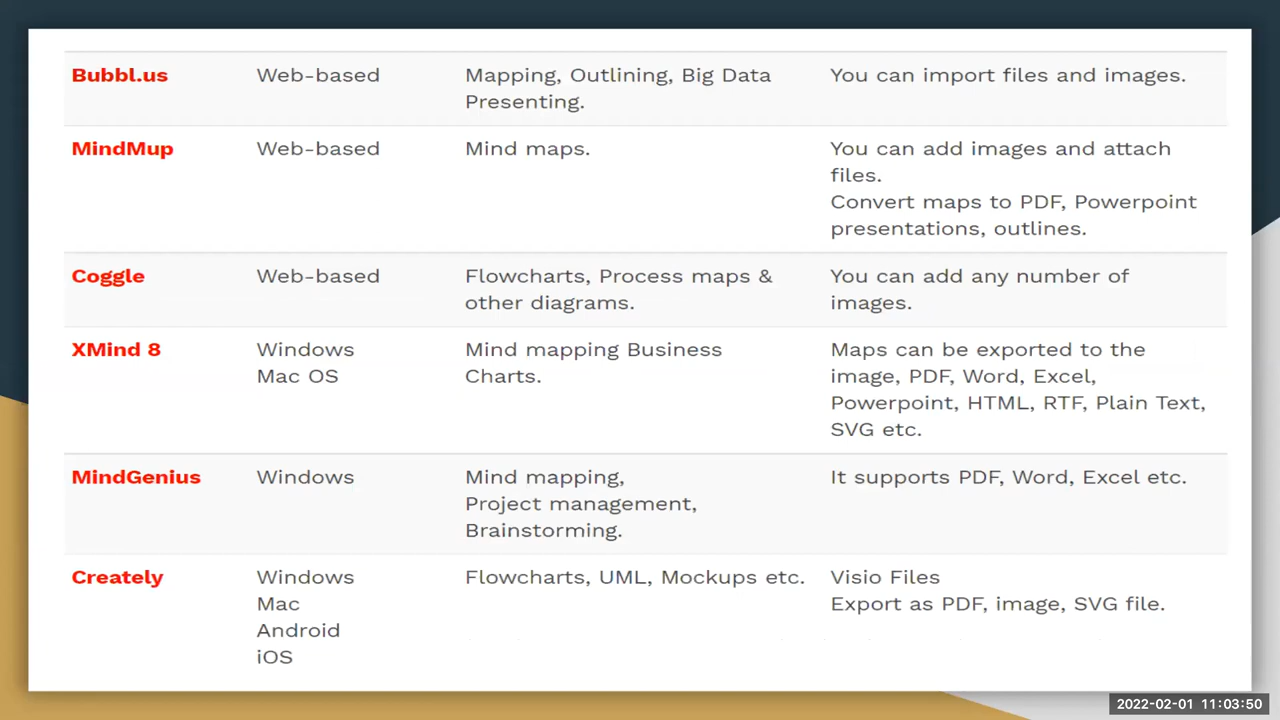 Bubbl.us Web-based Mapping, Outlining, Big Data You can import files and images.
Presenting.
MindMup Web-based Mind maps. You can add images and attach
files.
Convert maps to PDF, Powerpoint
presentations, outlines.
Coggle Web-based Flowcharts, Process maps & You can add any number of
other diagrams. images.
XMind 8 Windows Mind mapping Business Maps can be exported to the
Mac OS Charts. image, PDF, Word, Excel,
Powerpoint, HTML, RTF, Plain Text,
SVG etc.
MindGenius Windows Mind mapping, It supports PDF, Word, Excel etc.
Project management,
Brainstorming.
Creately Windows Flowcharts, UML, Mockups etc. Visio Files
Mac Export as PDF, image, SVG file.
Android
iOS
2022-02-01 11:03:50